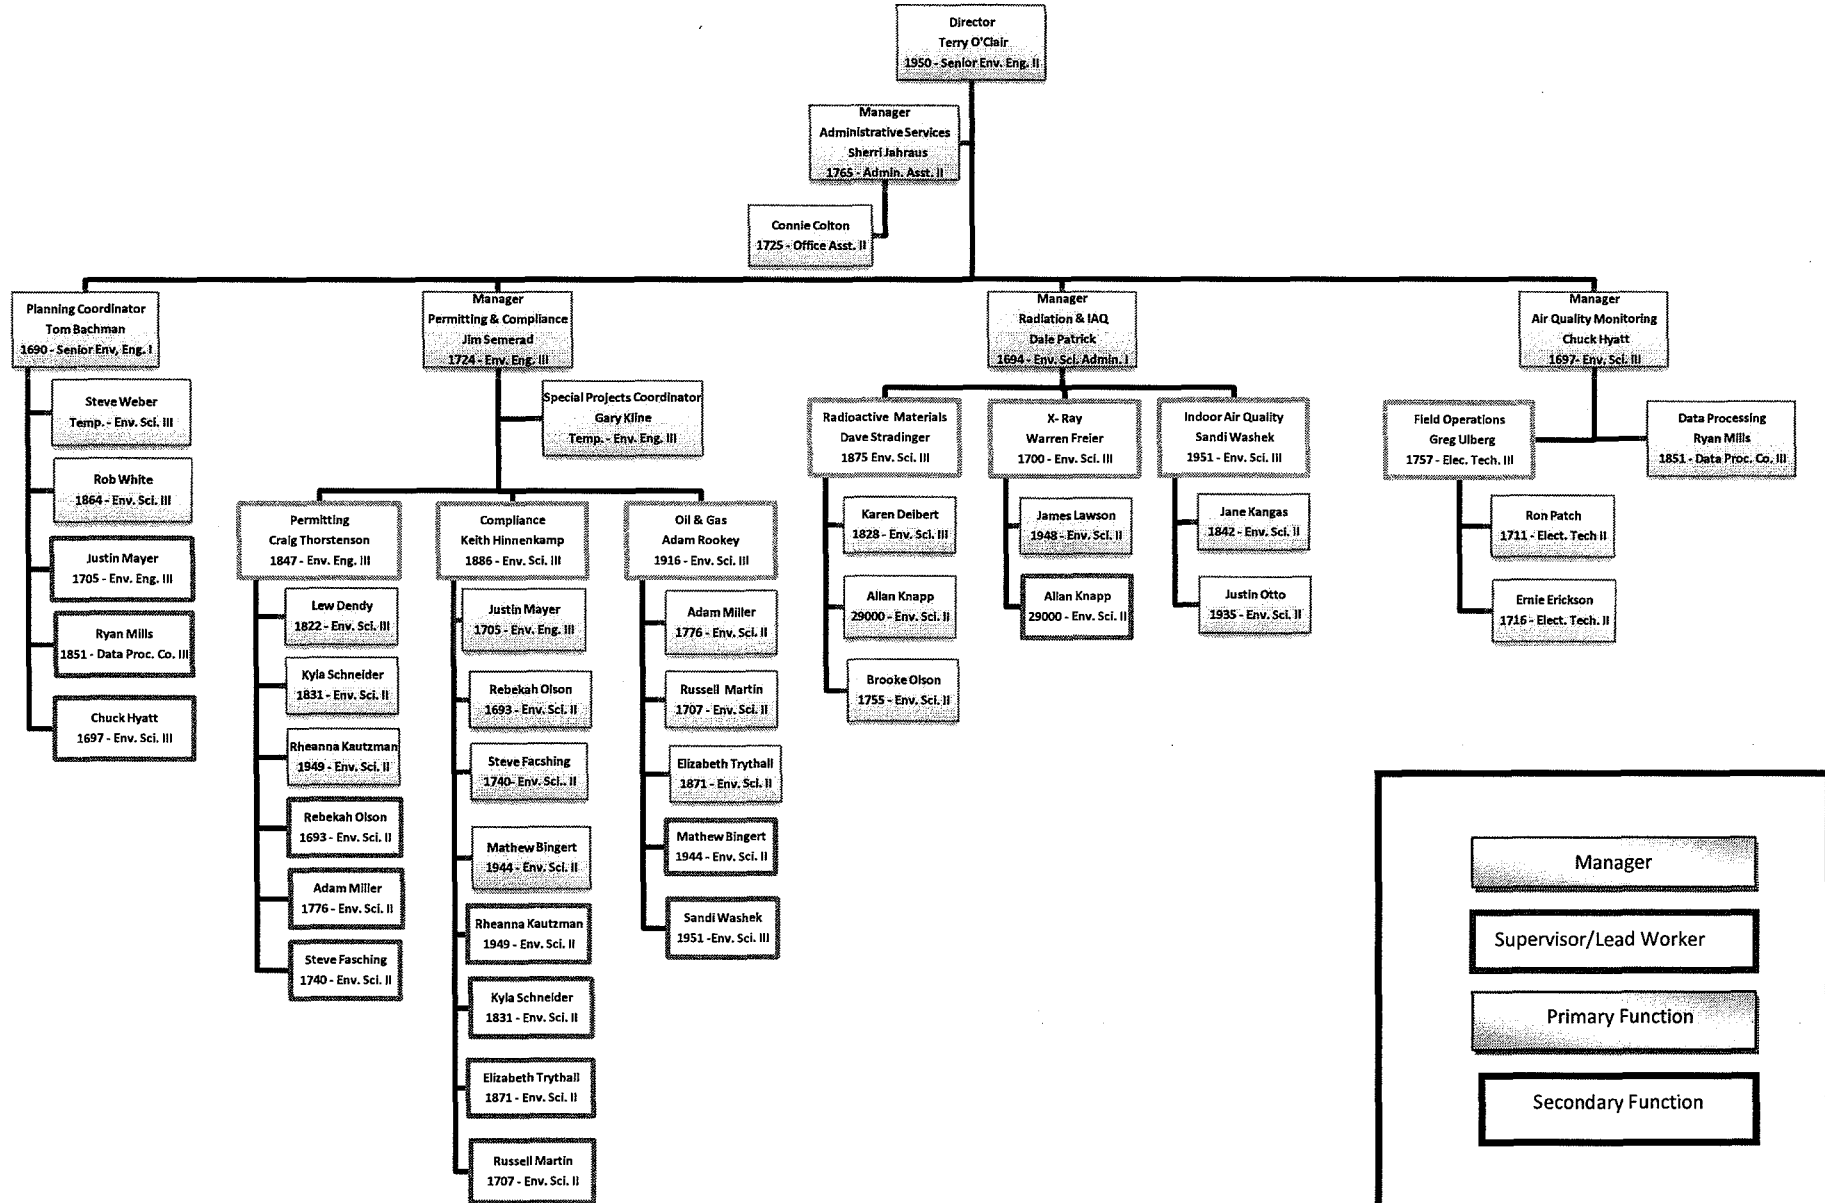 Director
Terry O'Clair
1950 - Senior Env. Eng. II
Manager
Administrative Services
Sherri Jahraus
1765 - Admin. Asst. II
Connie Colton
1725 - Office Asst. II
Planning Coordinator
Tom Bachman
1690 - Senior Env, Eng. I
Steve Weber
Temp. - Env. Sci. III
Rob White
1864 - Env. Sci. III
Justin Mayer
1705 - Env. Eng. III
Ryan Mills
1851 - Data Proc. Co. III
Chuck Hyatt
1697 - Env. Sci. III
Manager
Permitting & Compliance
Jim Semerad
1724 - Env. Eng. III
Special Projects Coordinator
Gary Kline
Temp. - Env. Eng. III
Permitting
Craig Thorstenson
1847 - Env. Eng. III
Lew Dendy
1822 - Env. Sci. III
Kyla Schneider
1831 - Env. Sci. II
Rheanna Kautzman
1949 - Env. Sci. II
Rebekah Olson
1693 - Env. Sci. II
Adam Miller
1776 - Env. Sci. II
Steve Fasching
1740 - Env. Sci. II
Compliance
Keith Hinnenkamp
1886 - Env. Sci. III
Justin Mayer
1705 - Env. Eng. III
Rebekah Olson
1693 - Env. Sci. II
Steve Facshing
1740- Env. Sci.. II
Mathew Bingert
1944 - Env. Sci. II
Rheanna Kautzman
1949 - Env. Sci. II
Kyla Schneider
1831 - Env. Sci. II
Elizabeth Trythall
1871 - Env. Sci. II
Russell Martin
1707 - Env. Sci. II
Oil & Gas
Adam Rookey
1916 - Env. Sci. III
Adam Miller
1776 - Env. Sci. II
Russell Martin
1707 - Env. Sci. II
Elizabeth Trythall
1871 - Env. Sci. II
Mathew Bingert
1944 - Env. Sci. II
Sandi Washek
1951 -Env. Sci. III
Manager
Radiation & IAQ
Dale Patrick
1694 - Env. Sci. Admin. I
Radioactive Materials
Dave Stradinger
1875 Env. Sci. III
Karen Deibert
1828 - Env. Sci. III
Allan Knapp
29000 - Env. Sci. II
Brooke Olson
1755 - Env. Sci. II
X- Ray
Warren Freier
1700 - Env. Sci. III
James Lawson
1948 - Env. Sci. II
Allan Knapp
29000 - Env. Sci. II
Indoor Air Quality
Sandi Washek
1951 - Env. Sci. III
Jane Kangas
1842 - Env. Sci. II
Justin Otto
1935 - Env. Sci. II
Manager
Air Quality Monitoring
Chuck Hyatt
1697- Env. Sci. III
Field Operations
Greg Ulberg
1757 - Elec. Tech. III
Ron Patch
1711 - Elect. Tech II
Ernie Erickson
1716 - Elect. Tech. II
Data Processing
Ryan Mills
1851 - Data Proc. Co. III
Manager
Supervisor/Lead Worker
Primary Function
Secondary Function